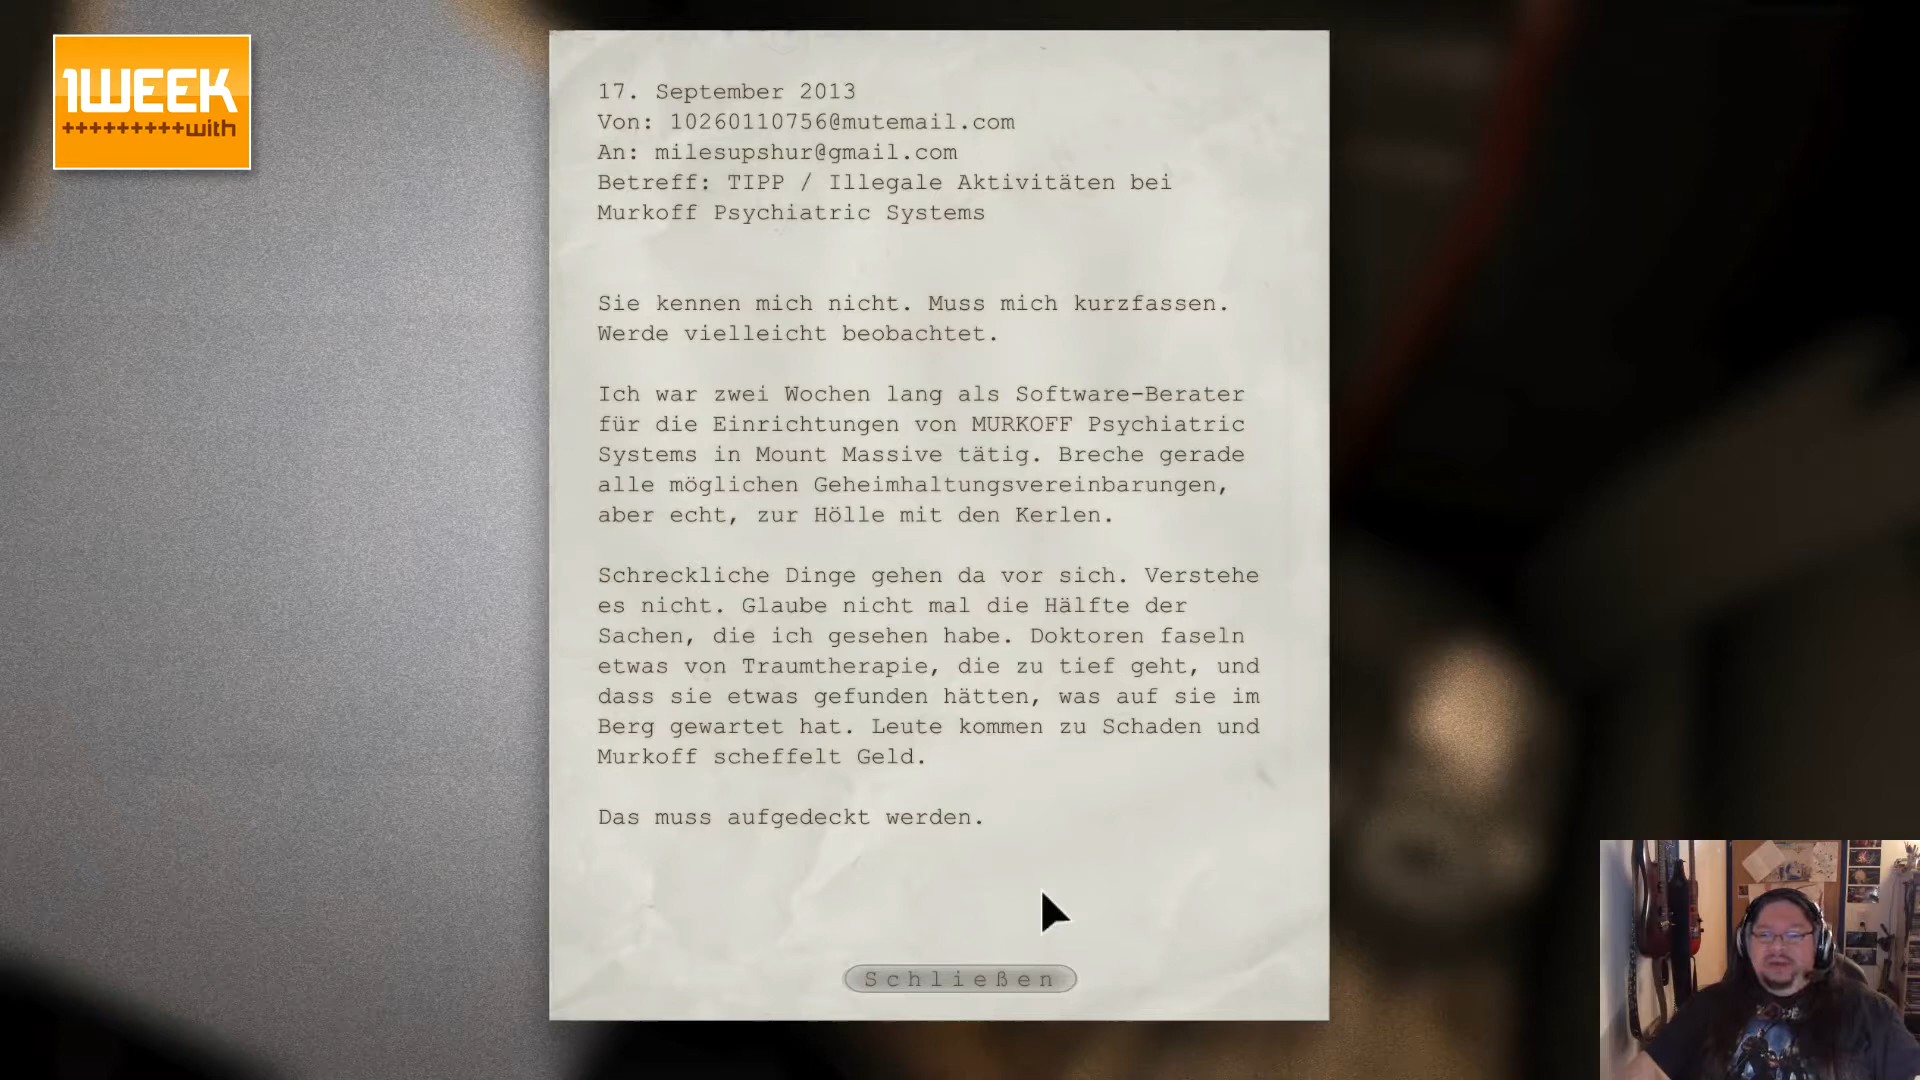 1WEEK
+++++++++with
17. September 2013
Von: 10260110756@mutemail.com
An: milesupshur@gmail.com
Betreff: TIPP / Illegale Aktivitäten bei
Murkoff Psychiatric Systems
Sie kennen mich nicht. Muss mich kurzfassen.
Werde vielleicht beobachtet.
Ich war zwei Wochen lang als Software-Berater
für die Einrichtungen von MURKOFF Psychiatric
Systems in Mount Massive tätig. Breche gerade
alle möglichen Geheimhaltungsvereinbarungen,
aber echt, zur Hölle mit den Kerlen.
Schreckliche Dinge gehen da vor sich. Verstehe
es nicht. Glaube nicht mal die Hälfte der
Sachen, die ich gesehen habe. Doktoren faseln
etwas von Traumtherapie, die zu tief geht, und
dass sie etwas gefunden hätten, was auf sie im
Berg gewartet hat. Leute kommen zu Schaden und
Murkoff scheffelt Geld.
Das muss aufgedeckt werden.
Schließen